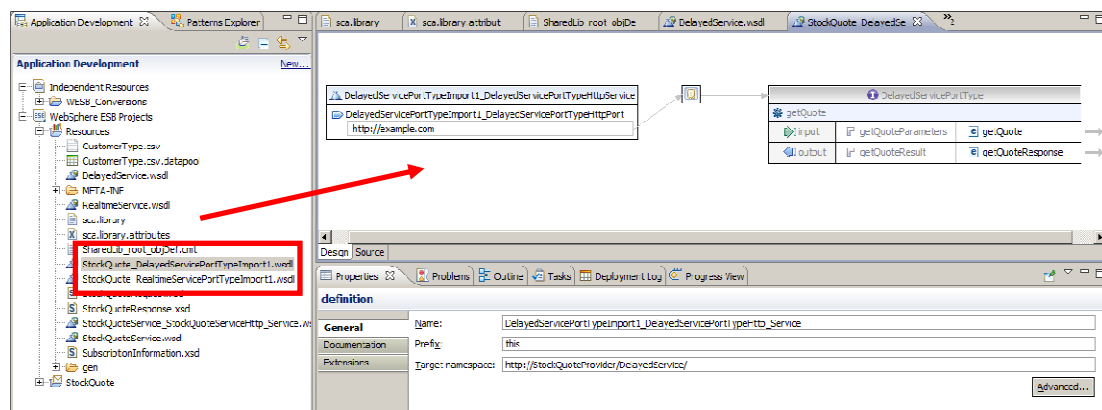 Application Development
Patterns Explorer
Application Development
New...
Independent Resources
WESB_Conversions
WebSphere ESB Projects
Resources
CustomerType.csv
CustomerType.csv.datapool
DelayedService.wsdl
META-INF
RealtimeService.wsdl
sca.library
sca.library.attributes
SharedLib_root_objDef.cmt
StockQuote_DelayedServicePortTypeImport1.wsdl
StockQuote_RealtimeServicePortTypeImport1.wsdl
StockQuoteResponse.xsd
StockQuoteService_StockQuoteServiceHttp_Service.ws
StockQuoteService.wsdl
SubscriptionInformation.xsd
gen
StockQuote
sca.library
sca.library.attribut
SharedLib_root_objDe
DelayedService.wsdl
StockQuote_DelayedSe
»2
DelayedServicePortTypeImport1_DelayedServicePortTypeHttpService
DelayedServicePortTypeImport1_DelayedServicePortTypeHttpPort
http://example.com
DelayedServicePortType
getQuote
input
getQuoteParameters
getQuote
output
getQuoteResult
getQuoteResponse
Design
Source
Properties
Problems
Outline
Tasks
Deployment Log
Progress View
definition
General
Documentation
Extensions
Name:
DelayedServicePortTypeImport1_DelayedServicePortTypeHttp_Service
Prefix:
this
Target namespace:
http://StockQuoteProvider/DelayedService/
Advanced...